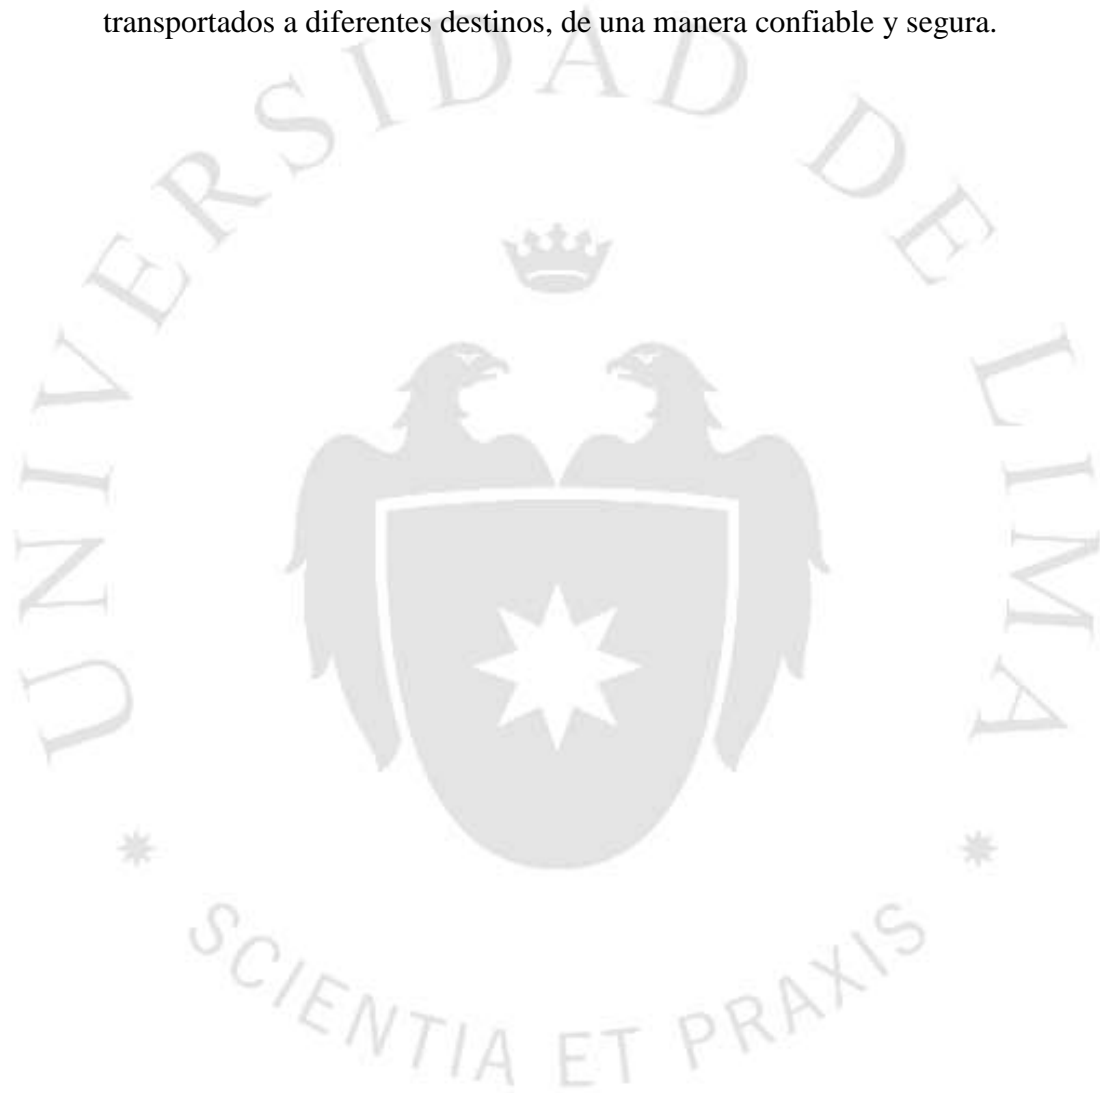 transportados a diferentes destinos, de una manera confiable y segura.
UNIVERSIDAD DE LIMA
SCIENTIA ET PRAXIS